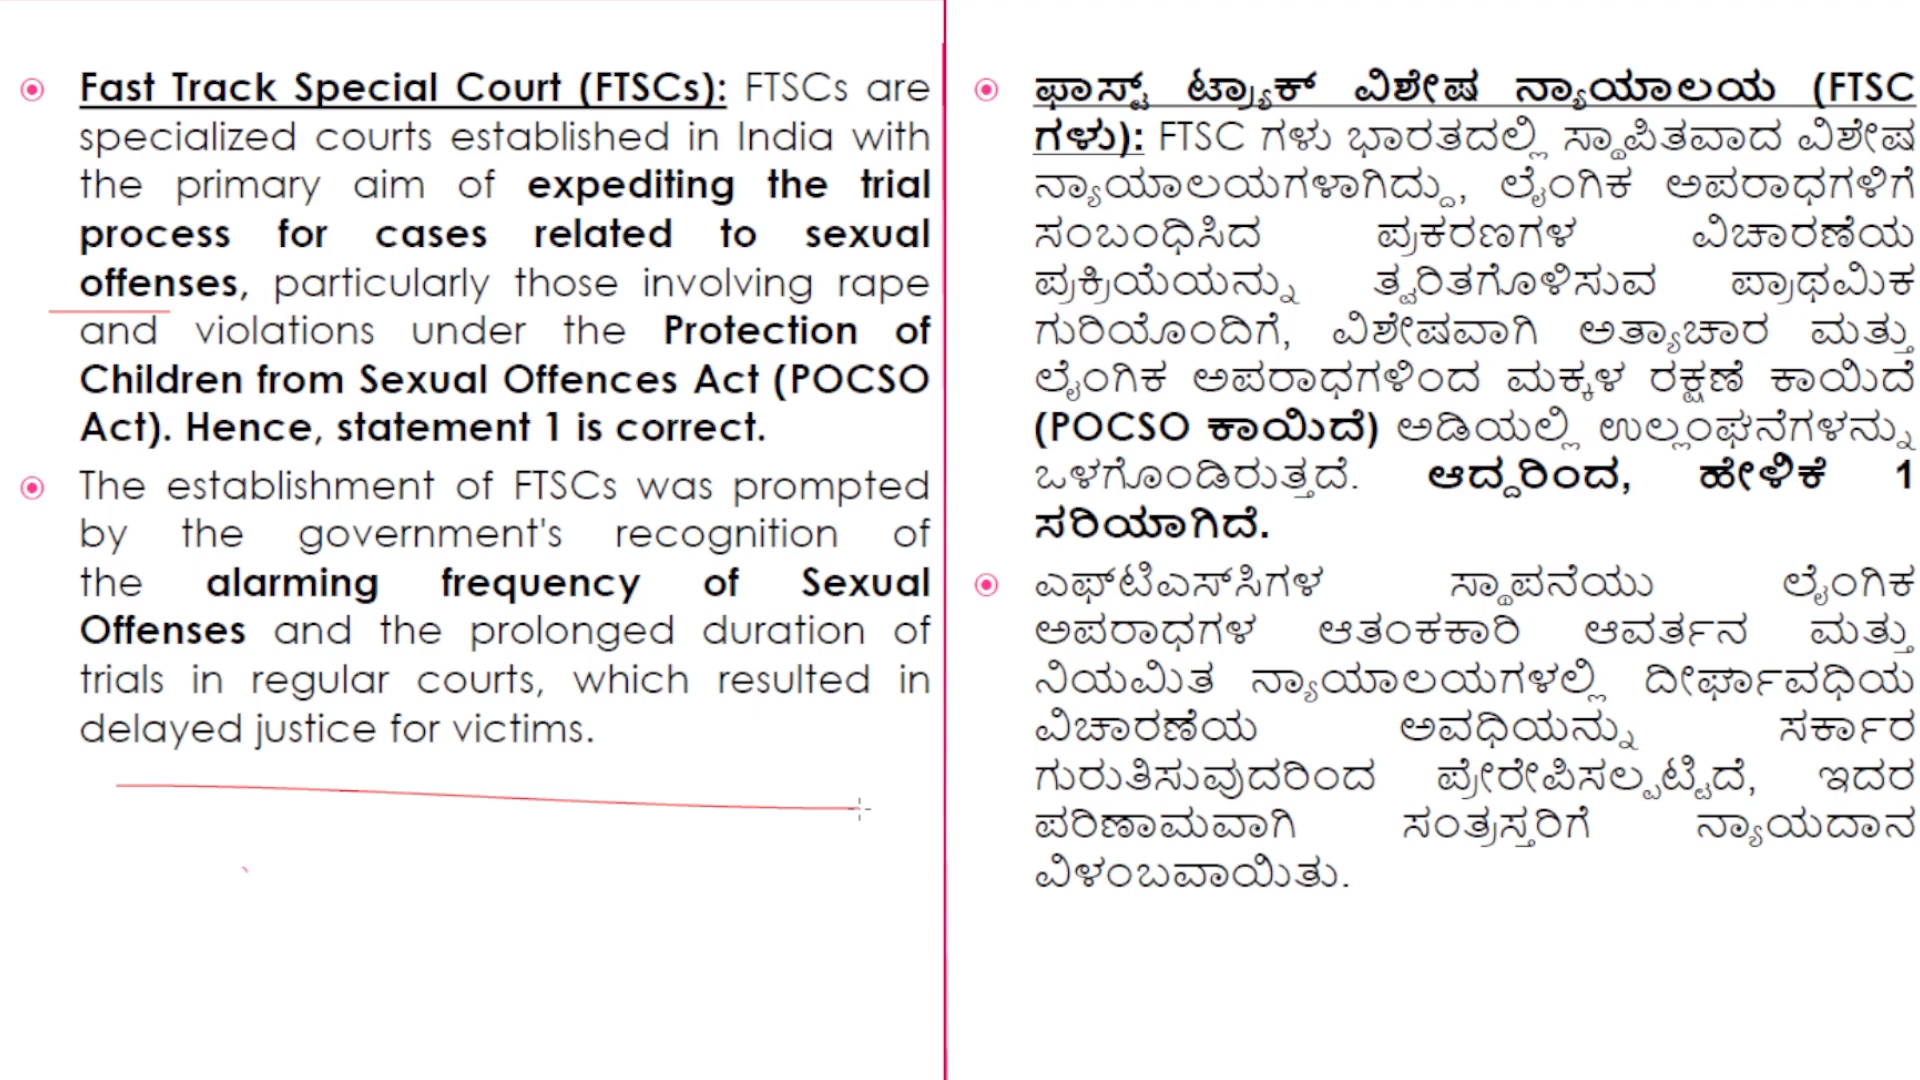 Fast Track Special Court (FTSCs): FTSCs are
specialized courts established in India with
the primary aim of expediting the trial
process for cases related to sexual
offenses, particularly those involving rape
and violations under the Protection of
Children from Sexual Offences Act (POCSO
Act). Hence, statement 1 is correct.
The establishment of FTSCs was prompted
by the government's recognition of
the alarming frequency of Sexual
Offenses and the prolonged duration of
trials in regular courts, which resulted in
delayed justice for victims.
ಫಾಸ್ಟ್ ಟ್ರ್ಯಾಕ್ ವಿಶೇಷ ನ್ಯಾಯಾಲಯ (FTSC
ಗಳು): FTSC ಗಳು ಭಾರತದಲ್ಲಿ ಸ್ಥಾಪಿತವಾದ ವಿಶೇಷ
ನ್ಯಾಯಾಲಯಗಳಾಗಿದ್ದು, ಲೈಂಗಿಕ ಅಪರಾಧಗಳಿಗೆ
ಸಂಬಂಧಿಸಿದ ಪ್ರಕರಣಗಳ ವಿಚಾರಣೆಯ
ಪ್ರಕ್ರಿಯೆಯನ್ನು ತ್ವರಿತಗೊಳಿಸುವ ಪ್ರಾಥಮಿಕ
ಗುರಿಯೊಂದಿಗೆ, ವಿಶೇಷವಾಗಿ ಅತ್ಯಾಚಾರ ಮತ್ತು
ಲೈಂಗಿಕ ಅಪರಾಧಗಳಿಂದ ಮಕ್ಕಳ ರಕ್ಷಣೆ ಕಾಯಿದೆ
(POCSO ಕಾಯಿದೆ) ಅಡಿಯಲ್ಲಿ ಉಲ್ಲಂಘನೆಗಳನ್ನು
ಒಳಗೊಂಡಿರುತ್ತದೆ. ಆದ್ದರಿಂದ, ಹೇಳಿಕೆ 1
ಸರಿಯಾಗಿದೆ.
ಎಫ್‌ಟಿಎಸ್‌ಸಿಗಳ ಸ್ಥಾಪನೆಯು ಲೈಂಗಿಕ
ಅಪರಾಧಗಳ ಆತಂಕಕಾರಿ ಆವರ್ತನ ಮತ್ತು
ನಿಯಮಿತ ನ್ಯಾಯಾಲಯಗಳಲ್ಲಿ ದೀರ್ಘಾವಧಿಯ
ವಿಚಾರಣೆಯ ಅವಧಿಯನ್ನು ಸರ್ಕಾರ
ಗುರುತಿಸುವುದರಿಂದ ಪ್ರೇರೇಪಿಸಲ್ಪಟ್ಟಿದೆ, ಇದರ
ಪರಿಣಾಮವಾಗಿ ಸಂತ್ರಸ್ತರಿಗೆ ನ್ಯಾಯದಾನ
ವಿಳಂಬವಾಯಿತು.